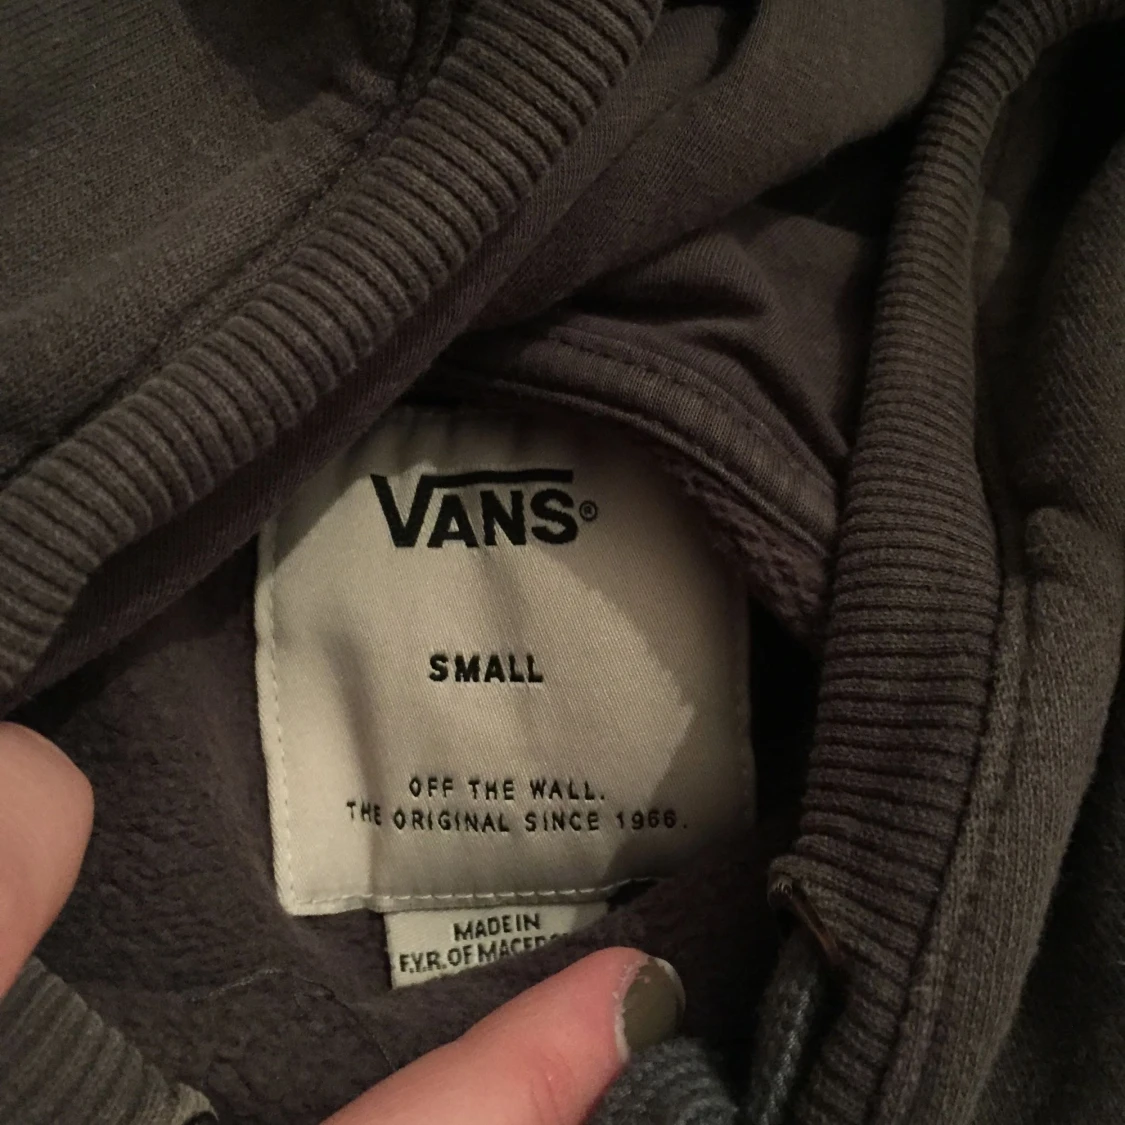 VANS®
SMALL
OFF THE WALL.
THE ORIGINAL SINCE 1966.
MADE IN
F.Y.R. OF